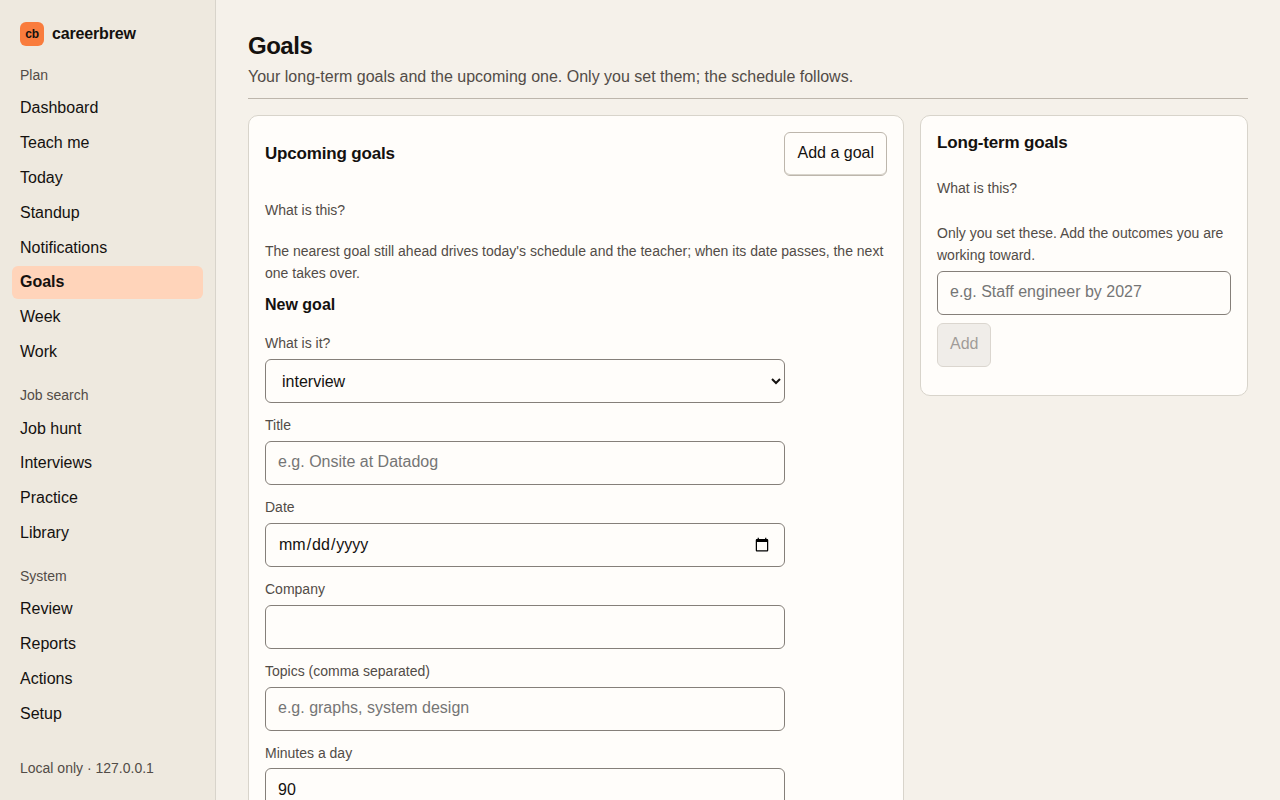 cb careerbrew
Plan
Dashboard
Teach me
Today
Standup
Notifications
Goals
Week
Work
Job search
Job hunt
Interviews
Practice
Library
System
Review
Reports
Actions
Setup
Local only · 127.0.0.1
Goals
Your long-term goals and the upcoming one. Only you set them; the schedule follows.
Upcoming goals
Add a goal
What is this?
The nearest goal still ahead drives today's schedule and the teacher; when its date passes, the next
one takes over.
New goal
What is it?
interview
Title
e.g. Onsite at Datadog
Date
mm/dd/yyyy
Company
Topics (comma separated)
e.g. graphs, system design
Minutes a day
90
Long-term goals
What is this?
Only you set these. Add the outcomes you are
working toward.
e.g. Staff engineer by 2027
Add